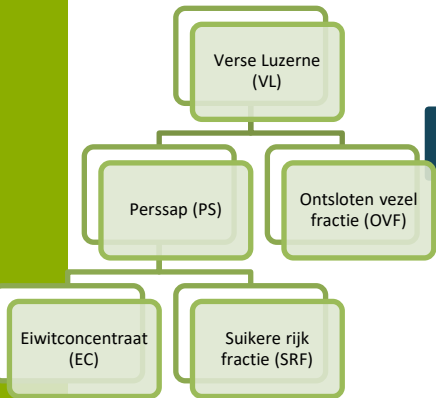 Verse Luzerne
(VL)
Perssap (PS)
Ontsloten vezel
fractie (OVF)
Eiwitconcentraat
(EC)
Suikere rijk
fractie (SRF)